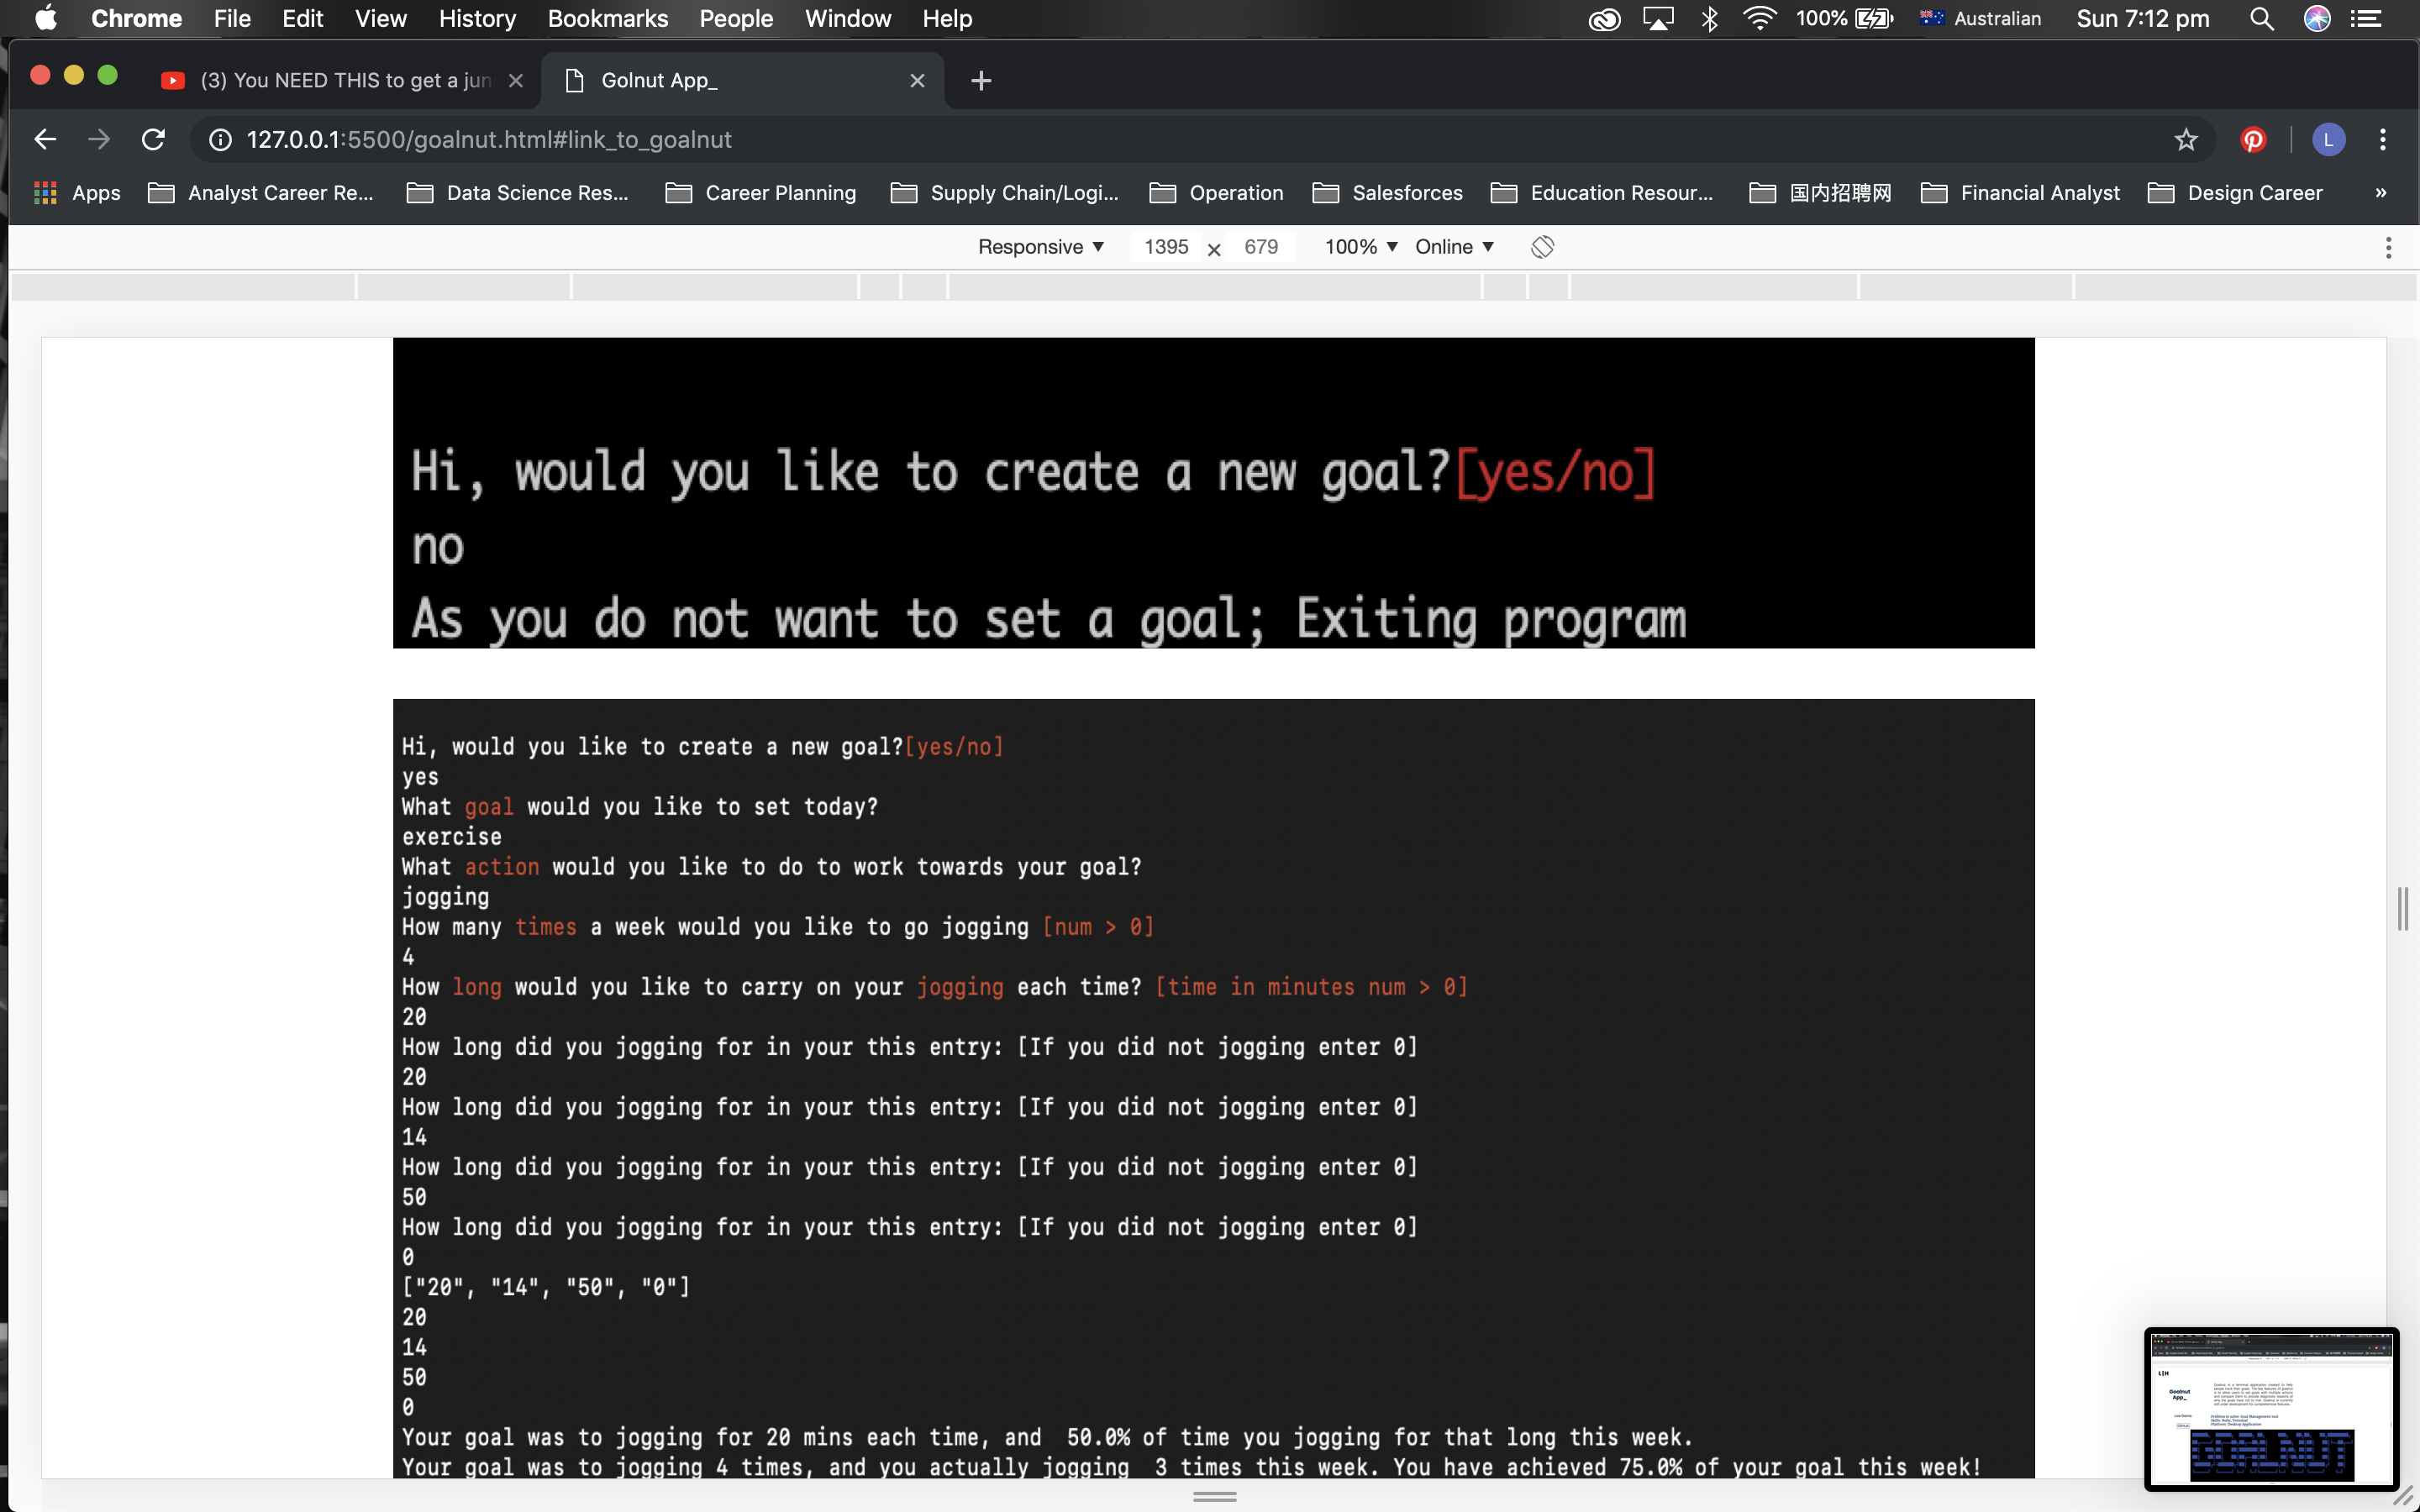 Chrome File Edit View History Bookmarks People Window Help 100% Australian Sun 7:12 pm
(3) You NEED THIS to get a jun Golnut App_
127.0.0.1:5500/goalnut.html#link_to_goalnut L
Apps Analyst Career Re... Data Science Res... Career Planning Supply Chain/Logi... Operation Salesforces Education Resour... 国内招聘网 Financial Analyst Design Career »
Responsive ▼ 1395 × 679 100% ▼ Online ▼
Hi, would you like to create a new goal?[yes/no]
no
As you do not want to set a goal; Exiting program
Hi, would you like to create a new goal?[yes/no]
yes
What goal would you like to set today?
exercise
What action would you like to do to work towards your goal?
jogging
How many times a week would you like to go jogging [num > 0]
4
How long would you like to carry on your jogging each time? [time in minutes num > 0]
20
How long did you jogging for in your this entry: [If you did not jogging enter 0]
20
How long did you jogging for in your this entry: [If you did not jogging enter 0]
14
How long did you jogging for in your this entry: [If you did not jogging enter 0]
50
How long did you jogging for in your this entry: [If you did not jogging enter 0]
0
["20", "14", "50", "0"]
20
14
50
0
Your goal was to jogging for 20 mins each time, and  50.0% of time you jogging for that long this week.
Your goal was to jogging 4 times, and you actually jogging  3 times this week. You have achieved 75.0% of your goal this week!
Goalnut
App_